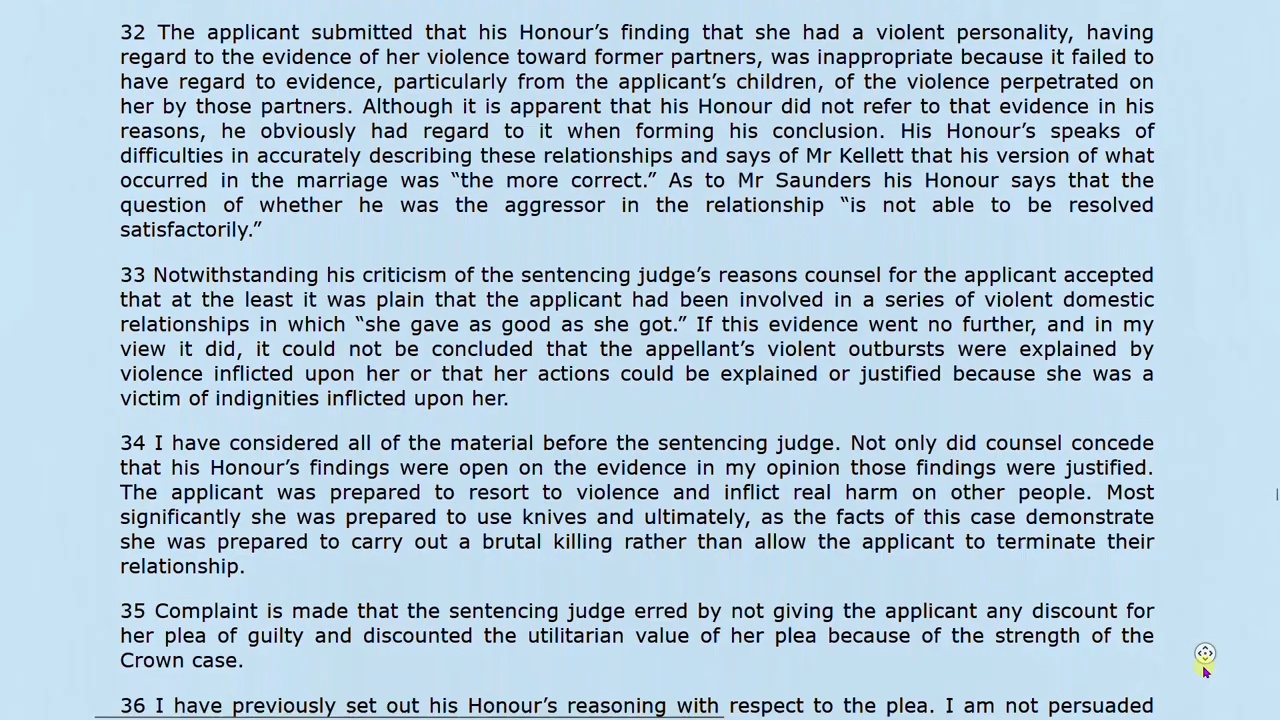 32 The applicant submitted that his Honour’s finding that she had a violent personality, having
regard to the evidence of her violence toward former partners, was inappropriate because it failed to
have regard to evidence, particularly from the applicant’s children, of the violence perpetrated on
her by those partners. Although it is apparent that his Honour did not refer to that evidence in his
reasons, he obviously had regard to it when forming his conclusion. His Honour’s speaks of
difficulties in accurately describing these relationships and says of Mr Kellett that his version of what
occurred in the marriage was “the more correct.” As to Mr Saunders his Honour says that the
question of whether he was the aggressor in the relationship “is not able to be resolved
satisfactorily.”
33 Notwithstanding his criticism of the sentencing judge’s reasons counsel for the applicant accepted
that at the least it was plain that the applicant had been involved in a series of violent domestic
relationships in which “she gave as good as she got.” If this evidence went no further, and in my
view it did, it could not be concluded that the appellant’s violent outbursts were explained by
violence inflicted upon her or that her actions could be explained or justified because she was a
victim of indignities inflicted upon her.
34 I have considered all of the material before the sentencing judge. Not only did counsel concede
that his Honour’s findings were open on the evidence in my opinion those findings were justified.
The applicant was prepared to resort to violence and inflict real harm on other people. Most
significantly she was prepared to use knives and ultimately, as the facts of this case demonstrate
she was prepared to carry out a brutal killing rather than allow the applicant to terminate their
relationship.
35 Complaint is made that the sentencing judge erred by not giving the applicant any discount for
her plea of guilty and discounted the utilitarian value of her plea because of the strength of the
Crown case.
36 I have previously set out his Honour’s reasoning with respect to the plea. I am not persuaded